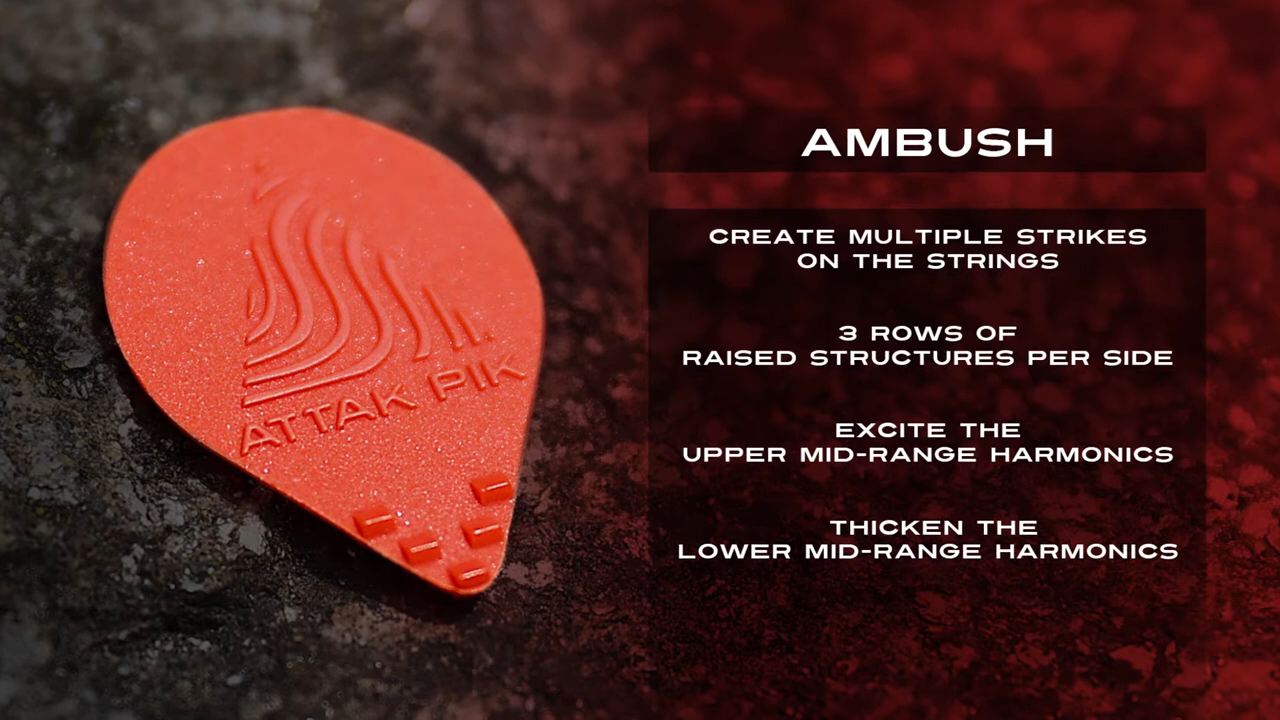 ATTAK PIK
AMBUSH
CREATE MULTIPLE STRIKES
ON THE STRINGS
3 ROWS OF
RAISED STRUCTURES PER SIDE
EXCITE THE
UPPER MID-RANGE HARMONICS
THICKEN THE
LOWER MID-RANGE HARMONICS